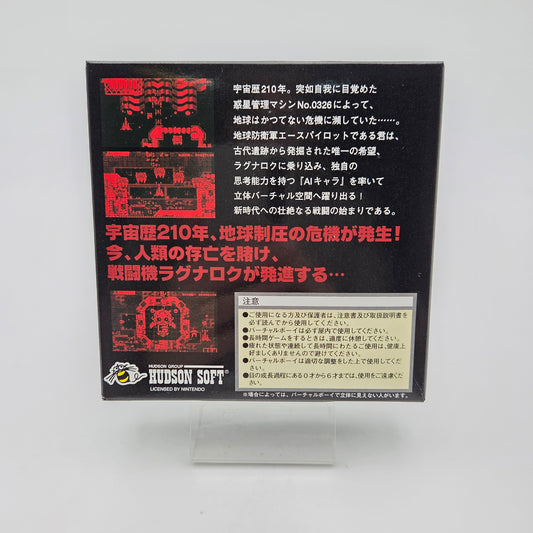 宇宙歴210年。突如自我に目覚めた
惑星管理マシンNo.0326によって、
地球はかつてない危機に瀕していた……。
地球防衛軍エースパイロットである君は、
古代遺跡から発掘された唯一の希望、
ラグナロクに乗り込み、独自の
思考能力を持つ『AIキャラ』を率いて
立体バーチャル空間へ躍り出る!
新時代への壮絶なる戦闘の始まりである。
宇宙歴210年、地球制圧の危機が発生!
今、人類の存亡を賭け、
戦闘機ラグナロクが発進する…
注意
●ご使用になる方及び保護者は、注意書及び取扱説明書を
必ず読んでから使用してください。
●バーチャルボーイは必ず屋内で使用してください。
●長時間ゲームをするときは、適度に休憩してください。
●疲れた状態や連続して長時間にわたるご使用は、健康上
好ましくありませんので避けてください。
●バーチャルボーイは適切な調整をした上で使用してくだ
さい。
●目の成長過程にある0才から6才までは、使用をご遠慮くだ
さい。
※場合によっては、バーチャルボーイで立体に見えない人がいます。
HUDSON GROUP
HUDSON SOFT®
LICENSED BY NINTENDO